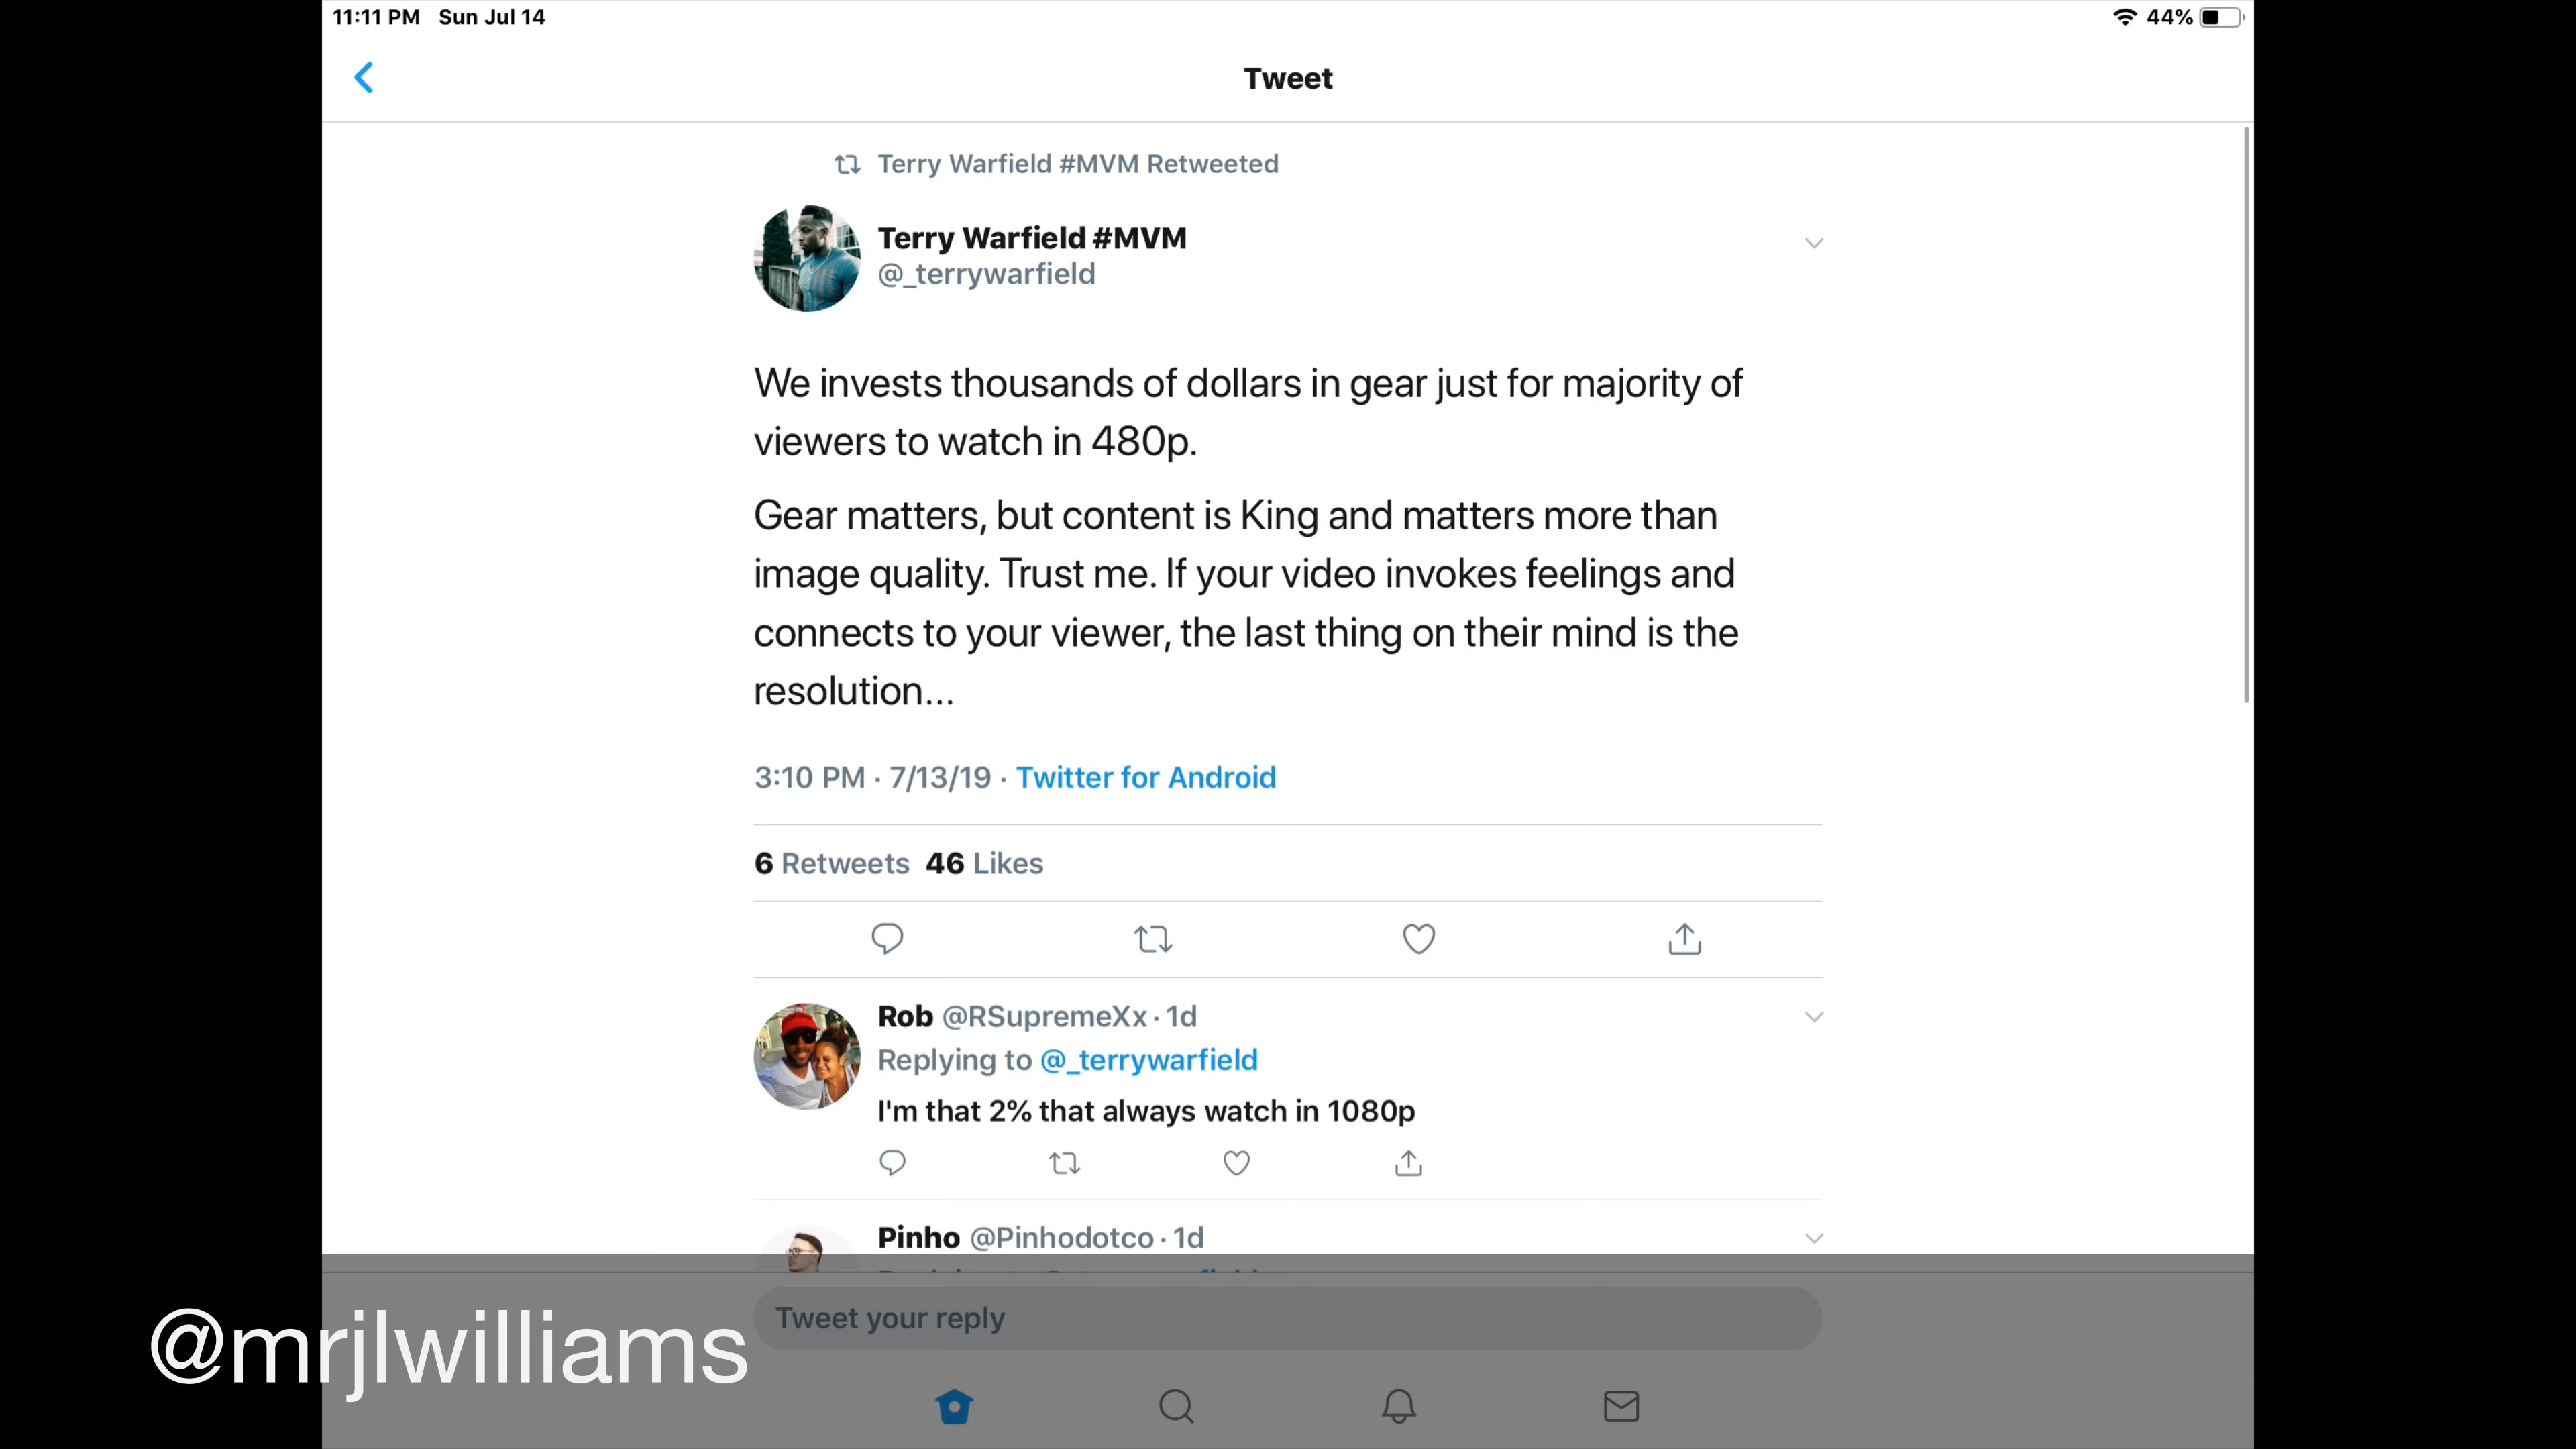 11:11 PM Sun Jul 14
44%
Tweet
Terry Warfield #MVM Retweeted
Terry Warfield #MVM
@_terrywarfield
We invests thousands of dollars in gear just for majority of
viewers to watch in 480p.
Gear matters, but content is King and matters more than
image quality. Trust me. If your video invokes feelings and
connects to your viewer, the last thing on their mind is the
resolution...
3:10 PM · 7/13/19 · Twitter for Android
6 Retweets 46 Likes
Rob @RSupremeXx · 1d
Replying to @_terrywarfield
I'm that 2% that always watch in 1080p
Pinho @Pinhodotco · 1d
Tweet your reply
@mrjlwilliams